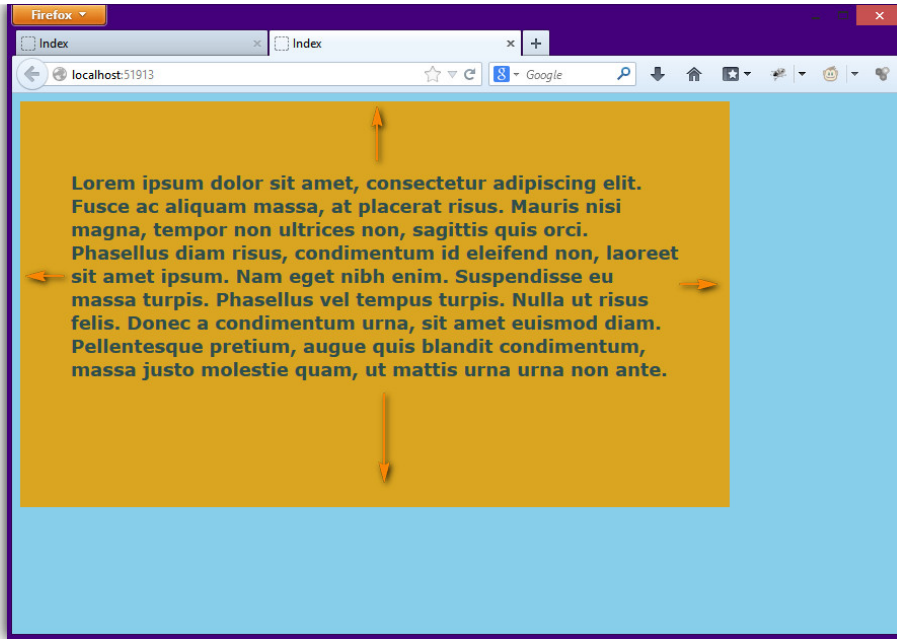 Firefox
Index
Index
localhost:51913
Google
Lorem ipsum dolor sit amet, consectetur adipiscing elit.
Fusce ac aliquam massa, at placerat risus. Mauris nisi
magna, tempor non ultrices non, sagittis quis orci.
Phasellus diam risus, condimentum id eleifend non, laoreet
sit amet ipsum. Nam eget nibh enim. Suspendisse eu
massa turpis. Phasellus vel tempus turpis. Nulla ut risus
felis. Donec a condimentum urna, sit amet euismod diam.
Pellentesque pretium, augue quis blandit condimentum,
massa justo molestie quam, ut mattis urna urna non ante.